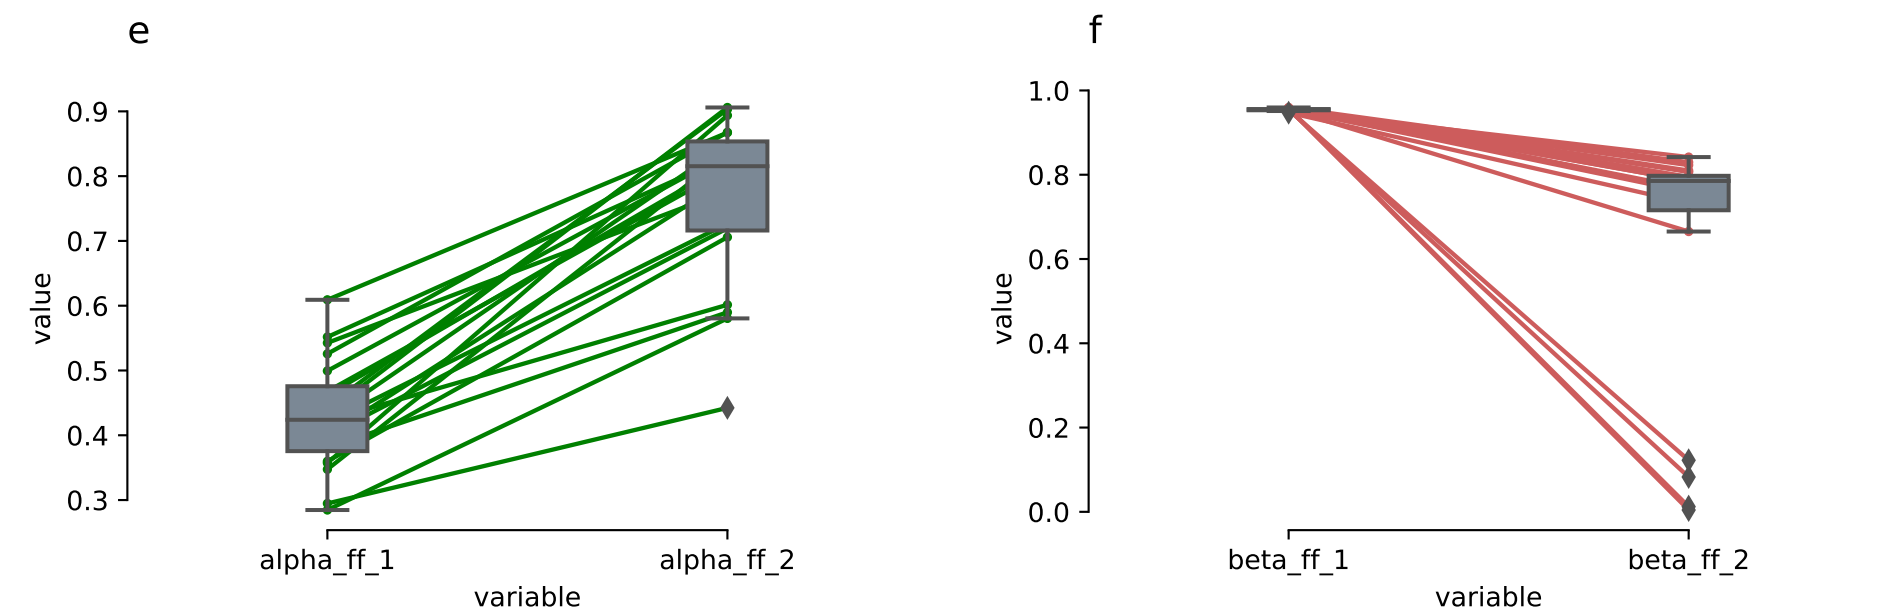 e
0.9
0.8
0.7
0.6
0.5
0.4
0.3
value
alpha_ff_1
alpha_ff_2
variable
f
1.0
0.8
0.6
0.4
0.2
0.0
value
beta_ff_1
beta_ff_2
variable